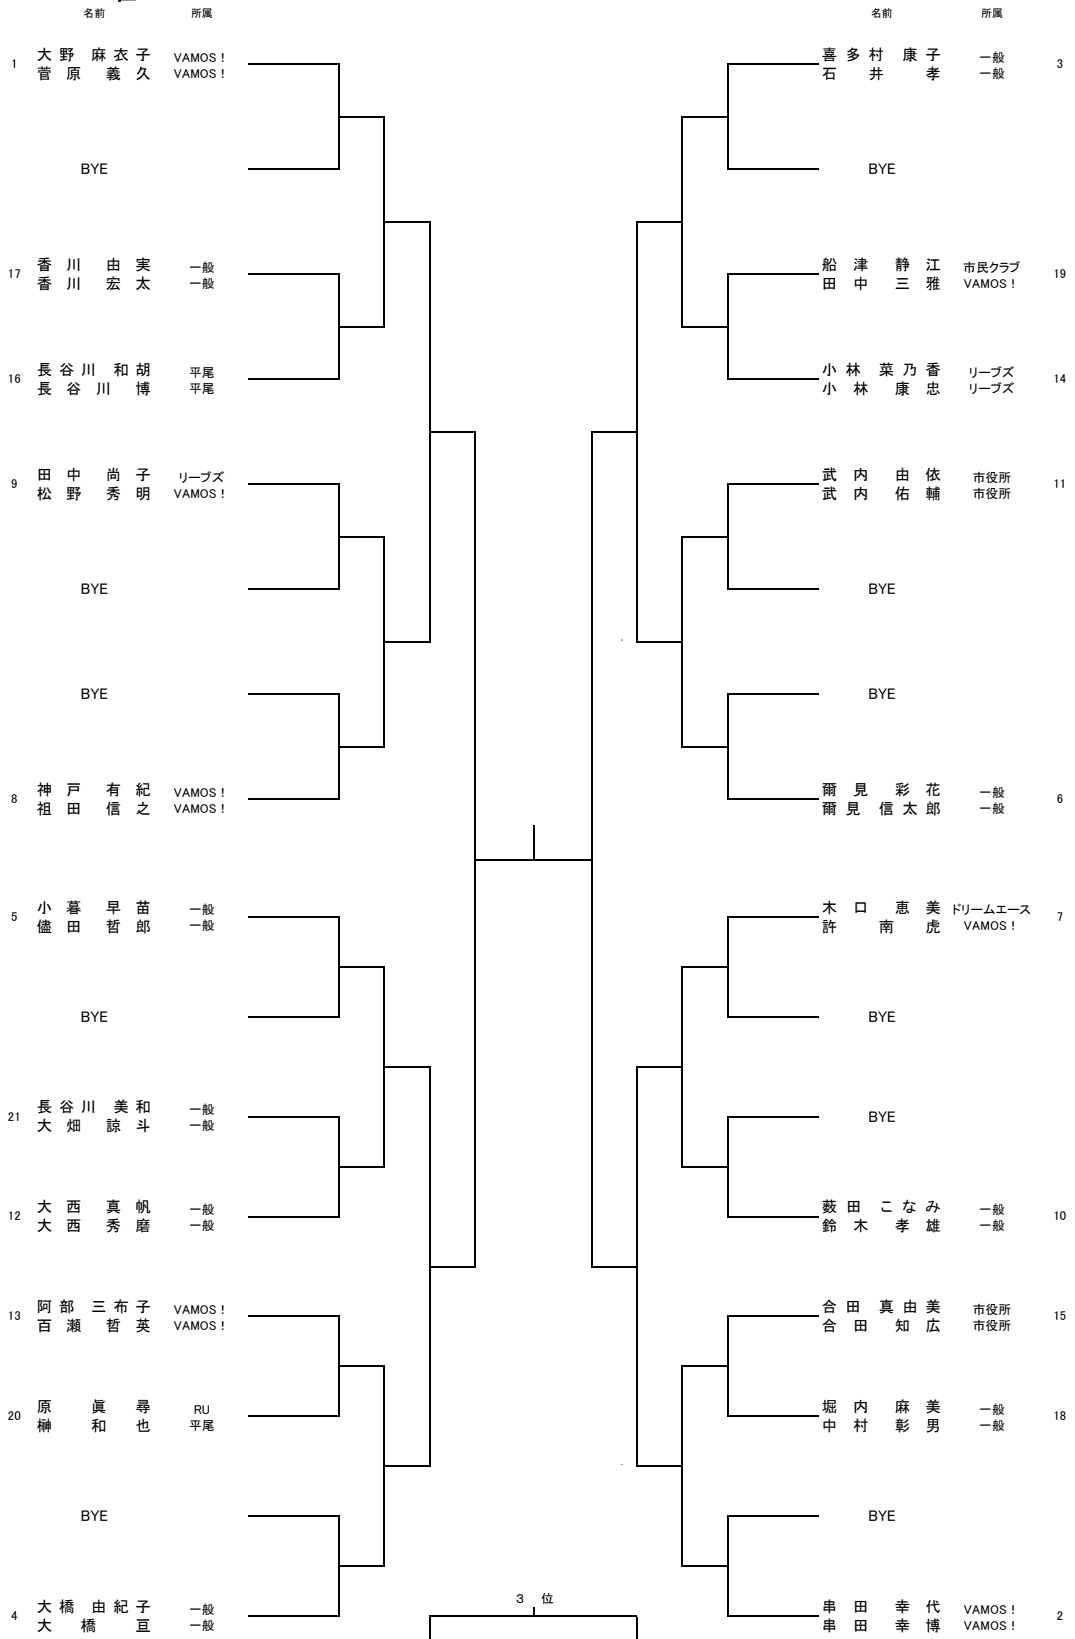 名前 所属
1 大野 麻衣子 VAMOS！
菅原 義久 VAMOS！
BYE
17 香川 由実 一般
香川 宏太 一般
16 長谷川 和胡 平尾
長谷川 博 平尾
9 田中 尚子 リーブズ
松野 秀明 VAMOS！
BYE
BYE
8 神戸 有紀 VAMOS！
祖田 信之 VAMOS！
5 小暮 早苗 一般
儘田 哲郎 一般
BYE
21 長谷川 美和 一般
大畑 諒斗 一般
12 大西 真帆 一般
大西 秀磨 一般
13 阿部 三布子 VAMOS！
百瀬 哲英 VAMOS！
20 原 眞尋 RU
榊 和也 平尾
BYE
4 大橋 由紀子 一般
大橋 亘 一般
名前 所属
喜多村 康子 一般 3
石井 孝 一般
BYE
船津 静江 市民クラブ 19
田中 三雅 VAMOS！
小林 菜乃香 リーブズ 14
小林 康忠 リーブズ
武内 由依 市役所 11
武内 佑輔 市役所
BYE
BYE
爾見 彩花 一般 6
爾見 信太郎 一般
木口 恵美 ドリームエース 7
許 南虎 VAMOS！
BYE
BYE
薮田 こなみ 一般 10
鈴木 孝雄 一般
合田 真由美 市役所 15
合田 知広 市役所
堀内 麻美 一般 18
中村 彰男 一般
BYE
串田 幸代 VAMOS！ 2
串田 幸博 VAMOS！
3 位